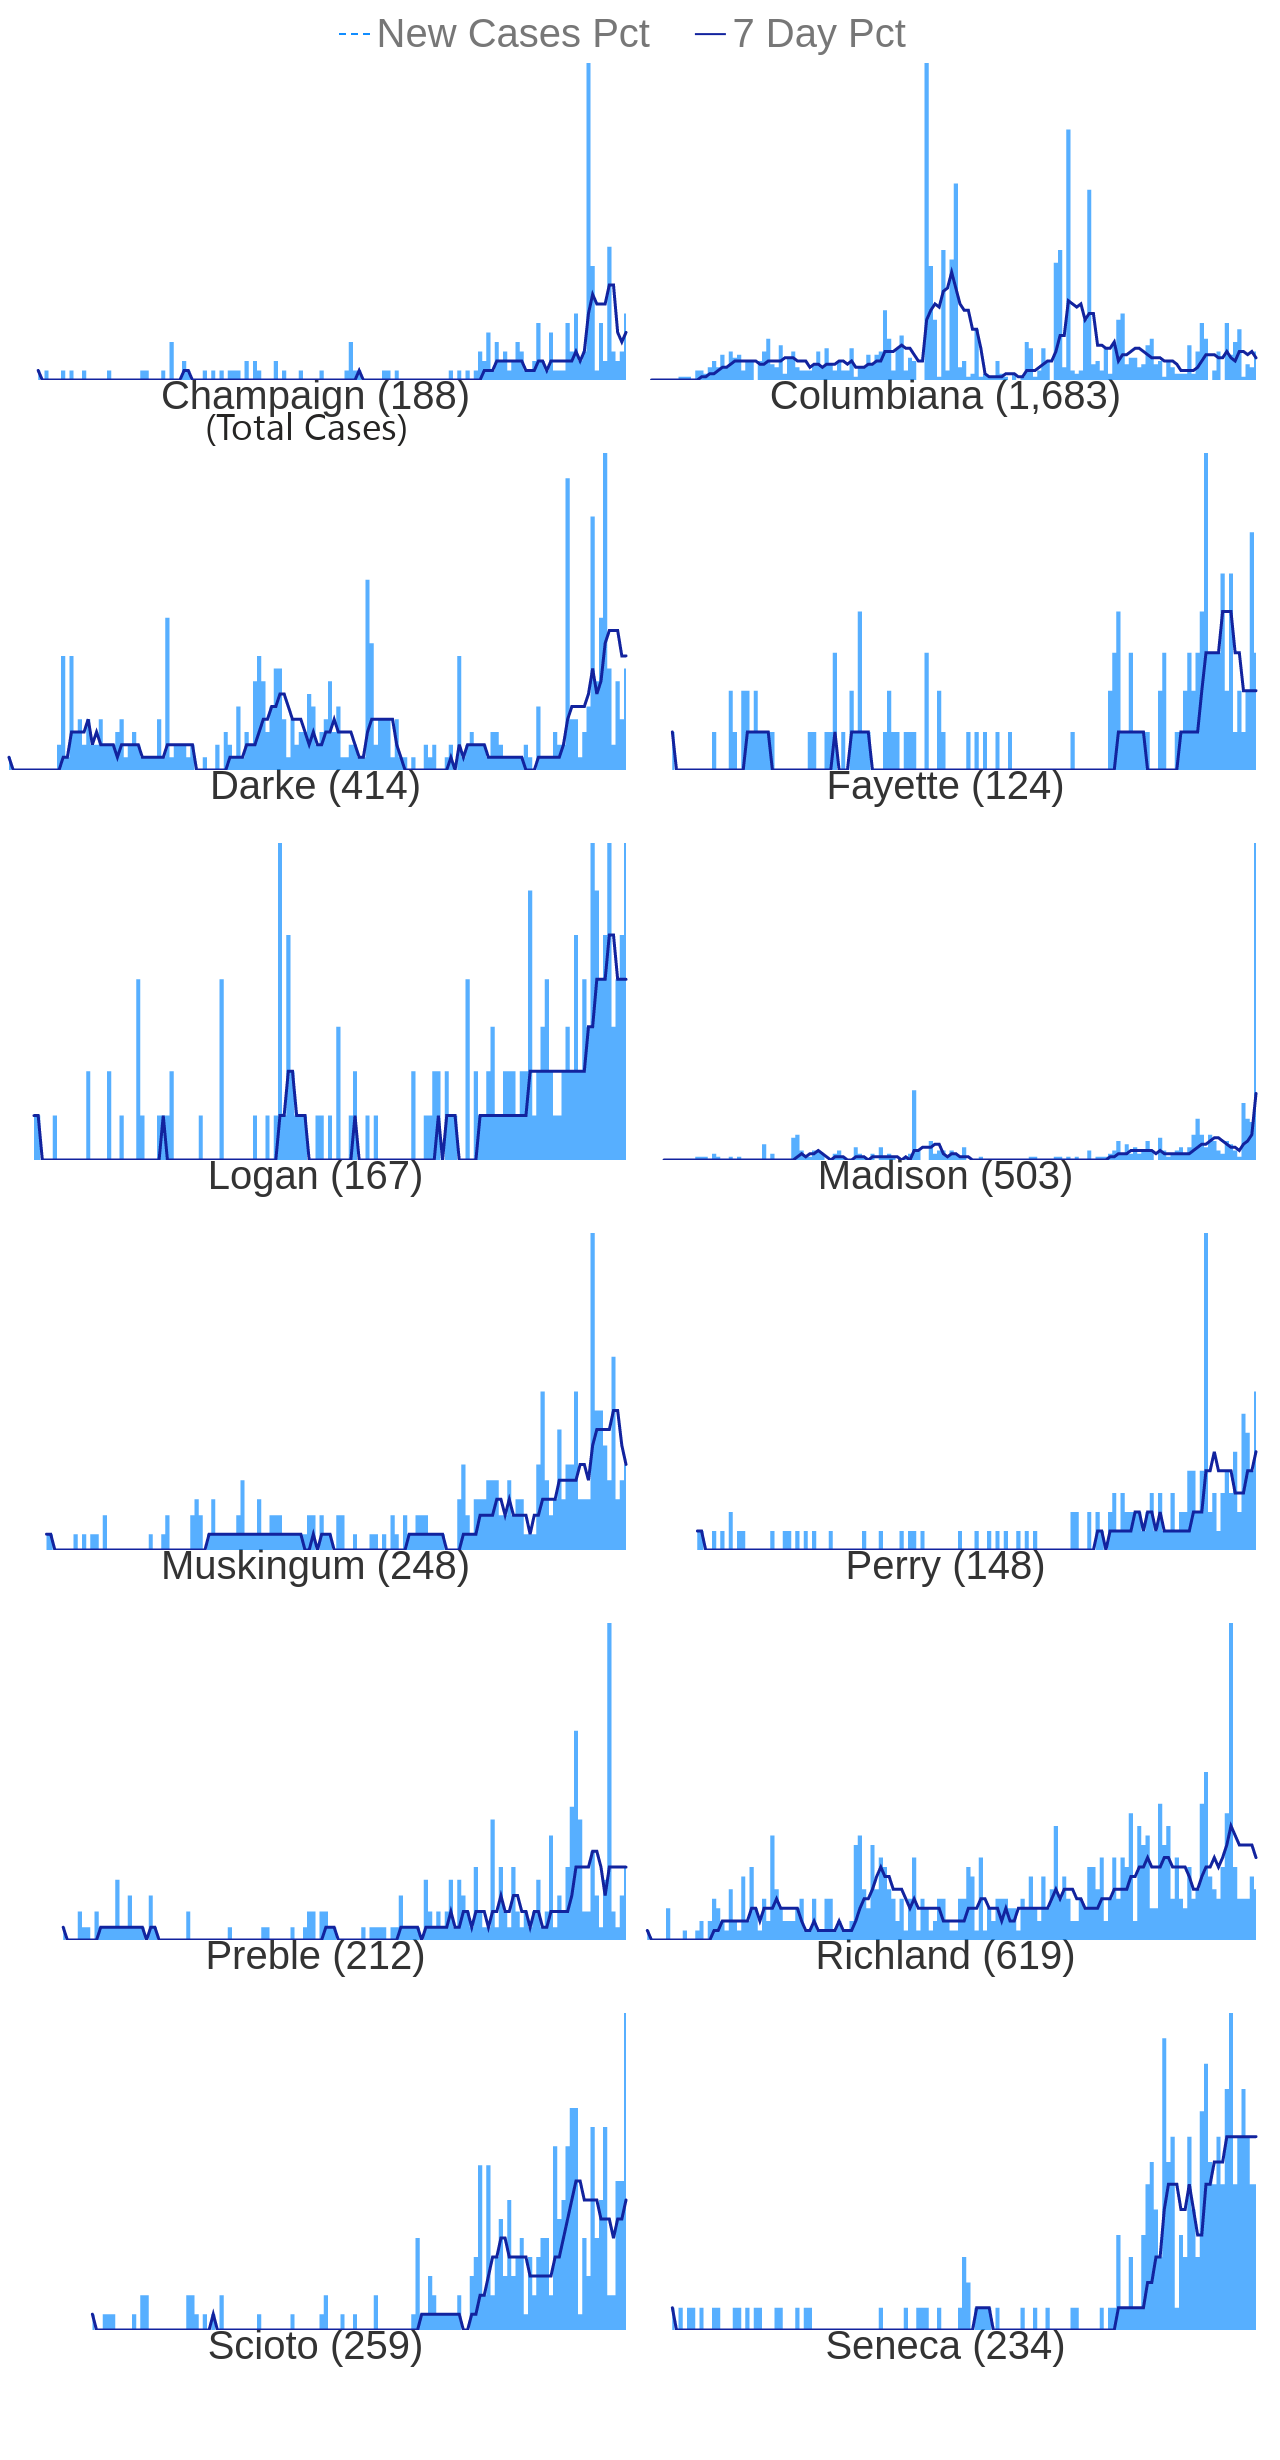 New Cases Pct 7 Day Pct
Champaign (188) Columbiana (1,683)
(Total Cases)
Darke (414) Fayette (124)
Logan (167) Madison (503)
Muskingum (248) Perry (148)
Preble (212) Richland (619)
Scioto (259) Seneca (234)